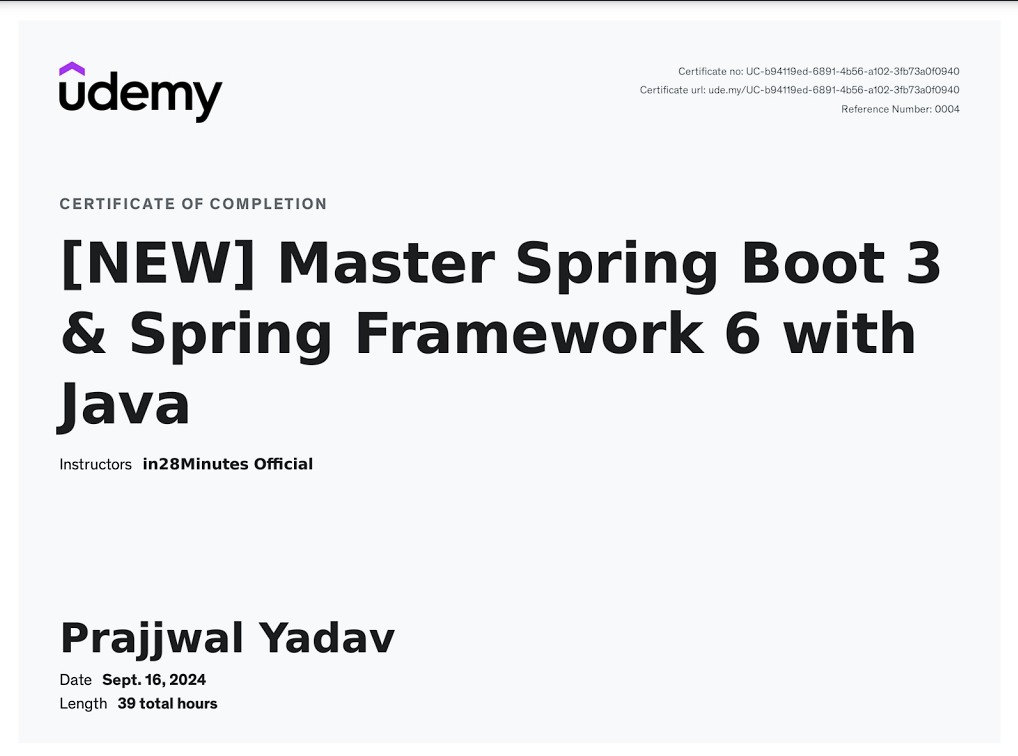 udemy
Certificate no: UC-b94119ed-6891-4b56-a102-3fb73a0f0940
Certificate url: ude.my/UC-b94119ed-6891-4b56-a102-3fb73a0f0940
Reference Number: 0004
CERTIFICATE OF COMPLETION
[NEW] Master Spring Boot 3
& Spring Framework 6 with
Java
Instructors in28Minutes Official
Prajjwal Yadav
Date Sept. 16, 2024
Length 39 total hours